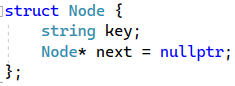 struct Node {
    string key;
    Node* next = nullptr;
};